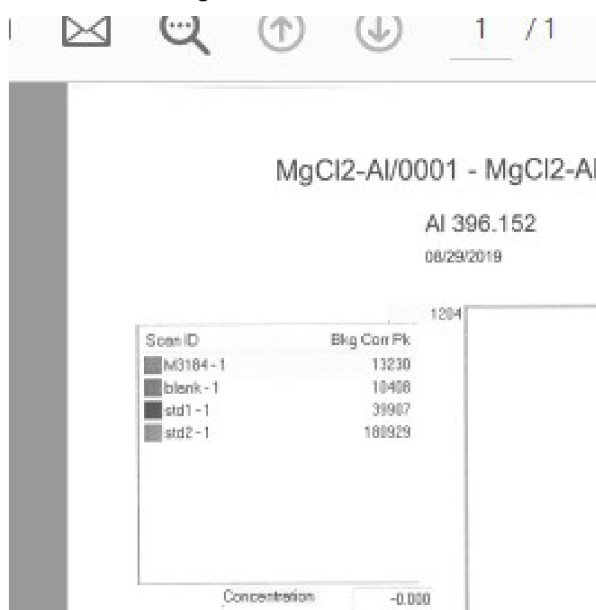 1 / 1
MgCl2-Al/0001 - MgCl2-Al
Al 396.152
08/29/2019
1204
Scan ID Bkg Corr Pk
M3184-1 13230
blank-1 10408
std1-1 39907
std2-1 180929
Concentration -0.000